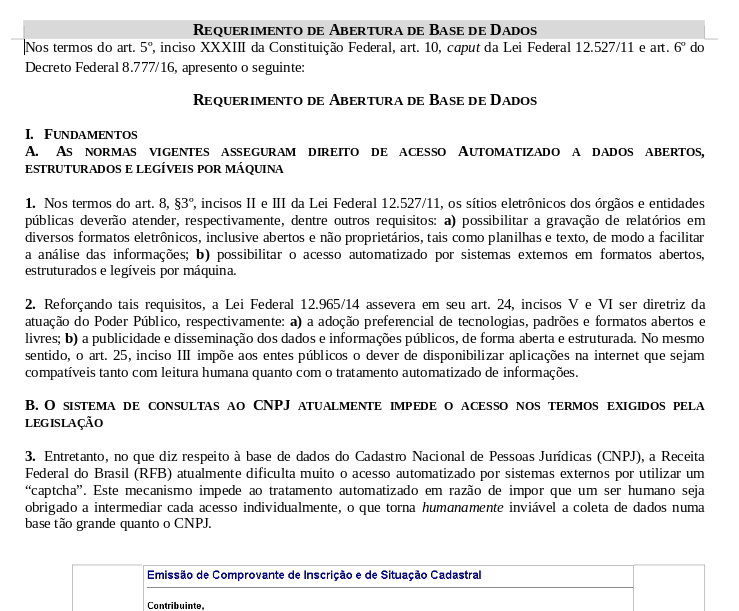 REQUERIMENTO DE ABERTURA DE BASE DE DADOS
Nos termos do art. 5º, inciso XXXIII da Constituição Federal, art. 10, caput da Lei Federal 12.527/11 e art. 6º do
Decreto Federal 8.777/16, apresento o seguinte:
REQUERIMENTO DE ABERTURA DE BASE DE DADOS
I. FUNDAMENTOS
A. AS NORMAS VIGENTES ASSEGURAM DIREITO DE ACESSO AUTOMATIZADO A DADOS ABERTOS,
ESTRUTURADOS E LEGÍVEIS POR MÁQUINA
1. Nos termos do art. 8, §3º, incisos II e III da Lei Federal 12.527/11, os sítios eletrônicos dos órgãos e entidades
públicas deverão atender, respectivamente, dentre outros requisitos: a) possibilitar a gravação de relatórios em
diversos formatos eletrônicos, inclusive abertos e não proprietários, tais como planilhas e texto, de modo a facilitar
a análise das informações; b) possibilitar o acesso automatizado por sistemas externos em formatos abertos,
estruturados e legíveis por máquina.
2. Reforçando tais requisitos, a Lei Federal 12.965/14 assevera em seu art. 24, incisos V e VI ser diretriz da
atuação do Poder Público, respectivamente: a) a adoção preferencial de tecnologias, padrões e formatos abertos e
livres; b) a publicidade e disseminação dos dados e informações públicos, de forma aberta e estruturada. No mesmo
sentido, o art. 25, inciso III impõe aos entes públicos o dever de disponibilizar aplicações na internet que sejam
compatíveis tanto com leitura humana quanto com o tratamento automatizado de informações.
B. O SISTEMA DE CONSULTAS AO CNPJ ATUALMENTE IMPEDE O ACESSO NOS TERMOS EXIGIDOS PELA
LEGISLAÇÃO
3. Entretanto, no que diz respeito à base de dados do Cadastro Nacional de Pessoas Jurídicas (CNPJ), a Receita
Federal do Brasil (RFB) atualmente dificulta muito o acesso automatizado por sistemas externos por utilizar um
“captcha”. Este mecanismo impede ao tratamento automatizado em razão de impor que um ser humano seja
obrigado a intermediar cada acesso individualmente, o que torna humanamente inviável a coleta de dados numa
base tão grande quanto o CNPJ.
Emissão de Comprovante de Inscrição e de Situação Cadastral
Contribuinte,